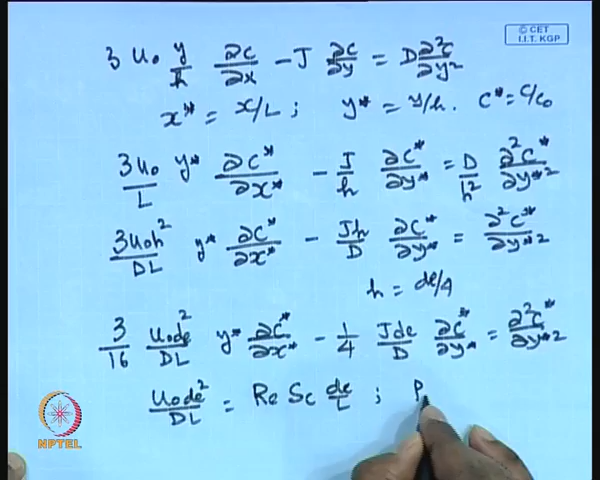 © CET
I.I.T. KGP
3 u₀ y/h ∂c/∂x - J ∂c/∂y = D ∂²c/∂y²
x* = x/L ; y* = y/h . c* = c/c₀
3u₀/L y* ∂c*/∂x* - J/h ∂c*/∂y* = D/h² ∂²c*/∂y*²
3u₀h²/DL y* ∂c*/∂x* - Jh/D ∂c*/∂y* = ∂²c*/∂y*²
h = de/4
3/16 u₀de²/DL y* ∂c*/∂x* - 1/4 Jde/D ∂c*/∂y* = ∂²c*/∂y*²
u₀de²/DL = Re Sc de/L ; P
NPTEL